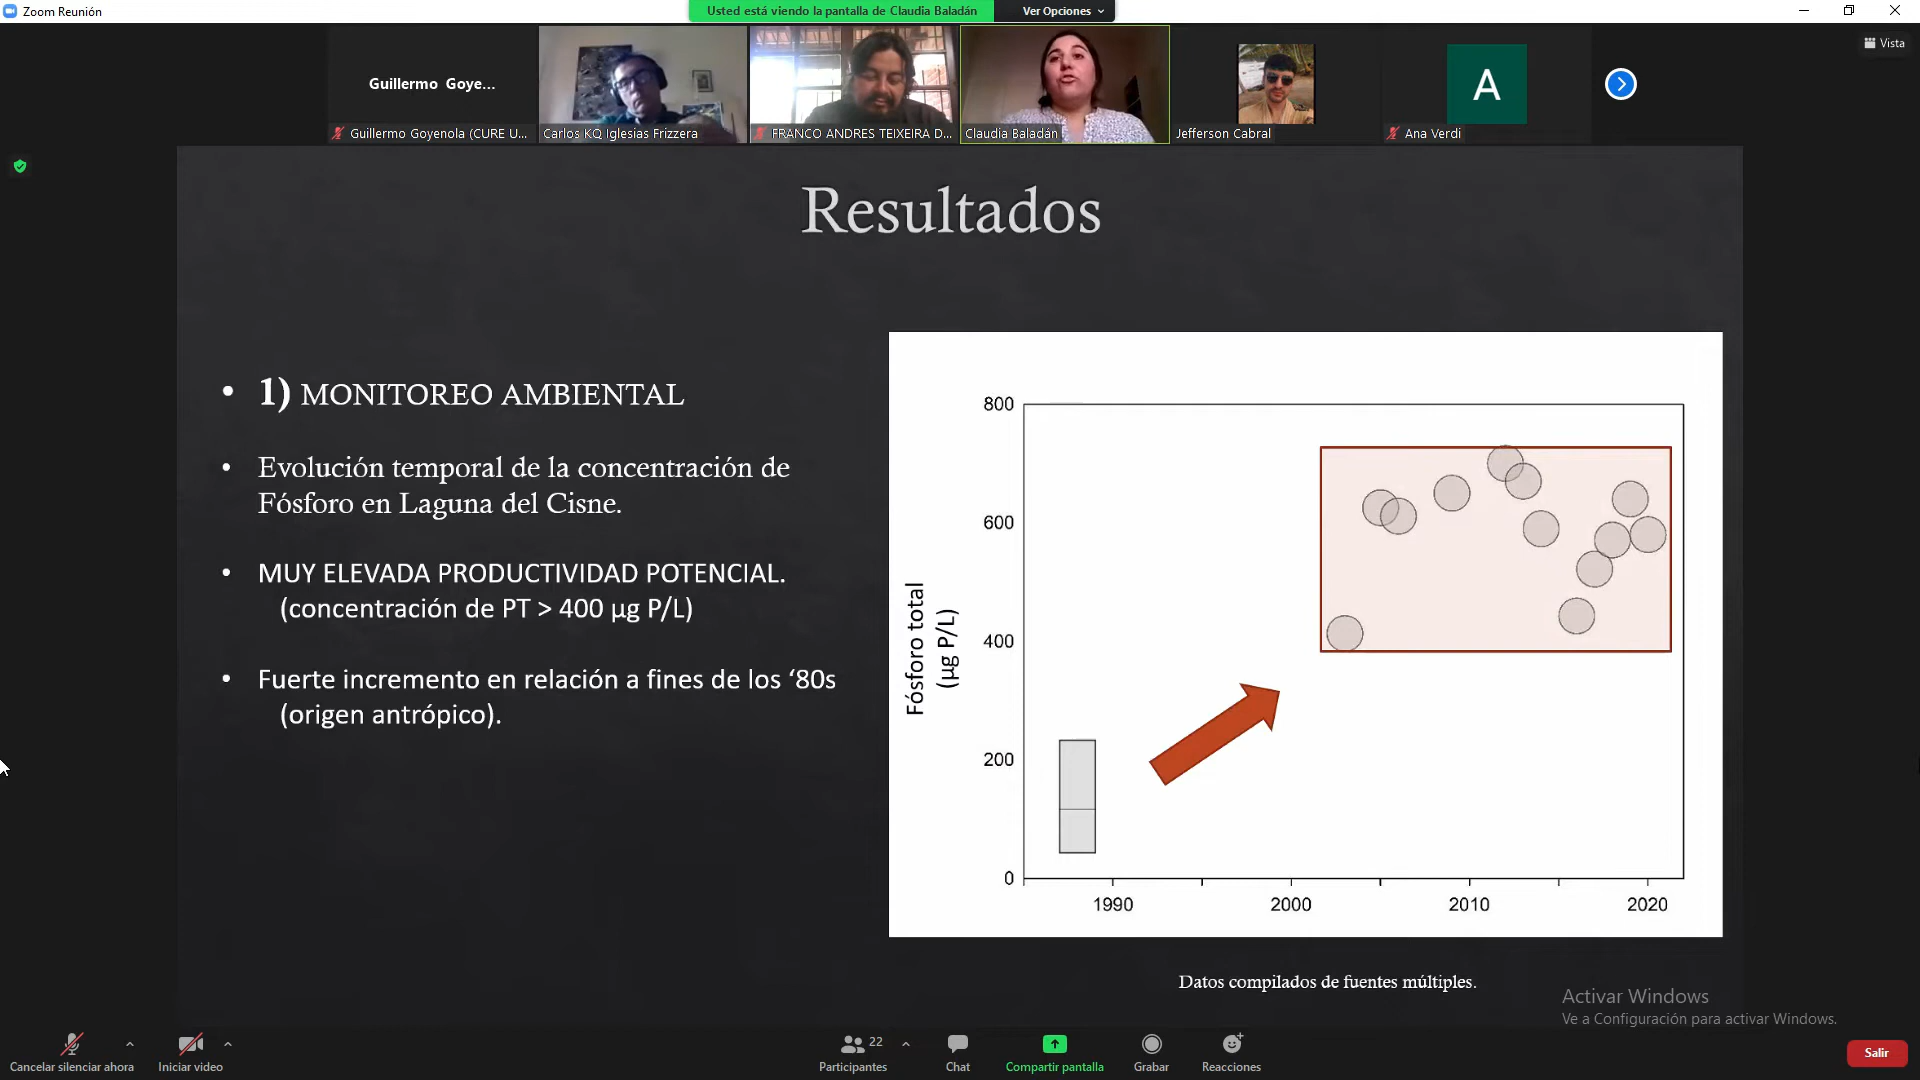 Zoom Reunión
Usted está viendo la pantalla de Claudia Baladán
Ver Opciones
Vista
Guillermo Goye...
Guillermo Goyenola (CURE U...
Carlos KQ Iglesias Frizzera
FRANCO ANDRES TEIXEIRA D...
Claudia Baladán
Jefferson Cabral
A
Ana Verdi
Resultados
• 1) MONITOREO AMBIENTAL
• Evolución temporal de la concentración de
Fósforo en Laguna del Cisne.
• MUY ELEVADA PRODUCTIVIDAD POTENCIAL.
(concentración de PT > 400 µg P/L)
• Fuerte incremento en relación a fines de los ‘80s
(origen antrópico).
Fósforo total
(µg P/L)
800
600
400
200
0
1990
2000
2010
2020
Datos compilados de fuentes múltiples.
Activar Windows
Ve a Configuración para activar Windows.
Cancelar silenciar ahora
Iniciar video
Participantes
22
Chat
Compartir pantalla
Grabar
Reacciones
Salir